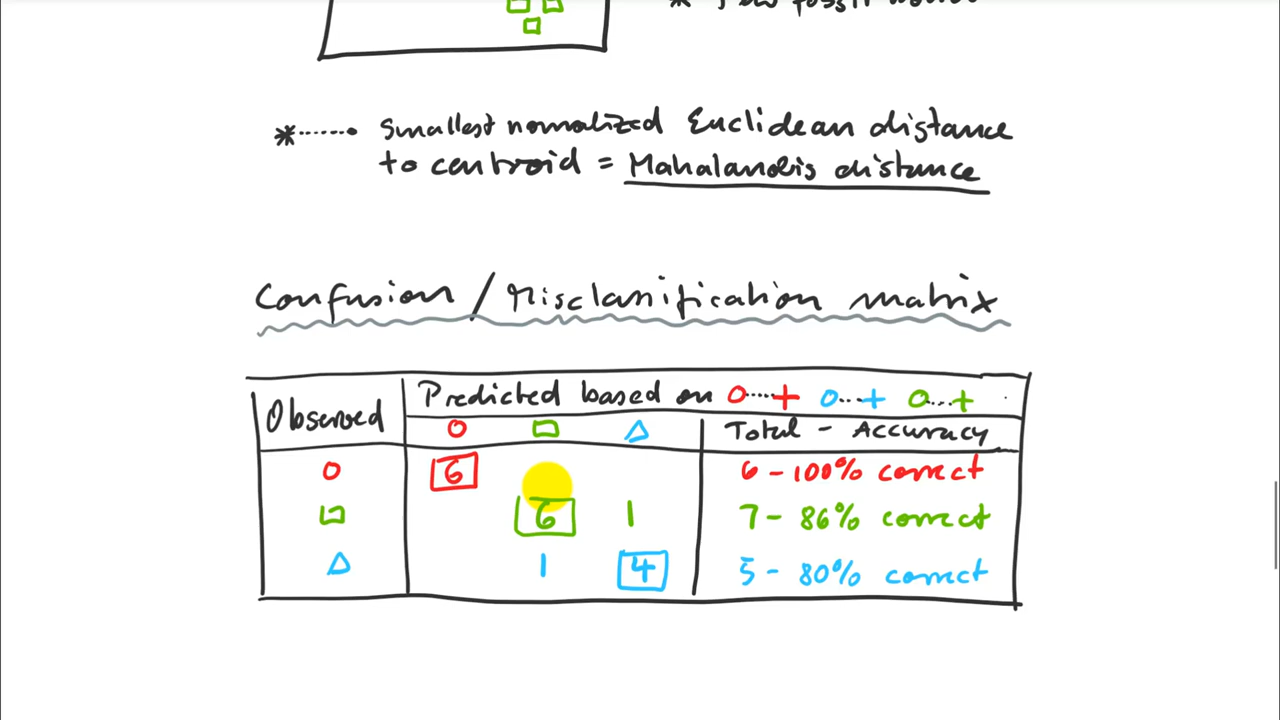 * Smallest normalized Euclidean distance
to centroid = Mahalanobis distance
Confusion / Misclassification matrix
Observed
Predicted based on O.....+ O...+ O....+
O □ △ Total - Accuracy
O 6 6 - 100% correct
□ 6 1 7 - 86% correct
△ 1 4 5 - 80% correct